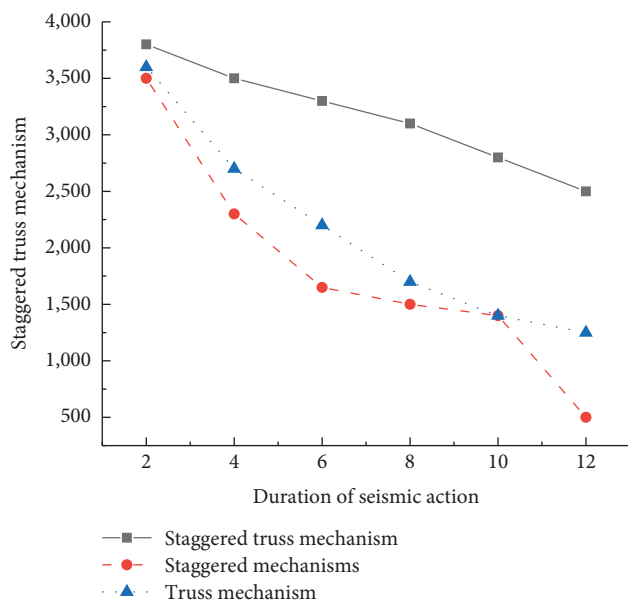 4,000
3,500
3,000
2,500
2,000
1,500
1,000
500
Staggered truss mechanism
2 4 6 8 10 12
Duration of seismic action
Staggered truss mechanism
Staggered mechanisms
Truss mechanism